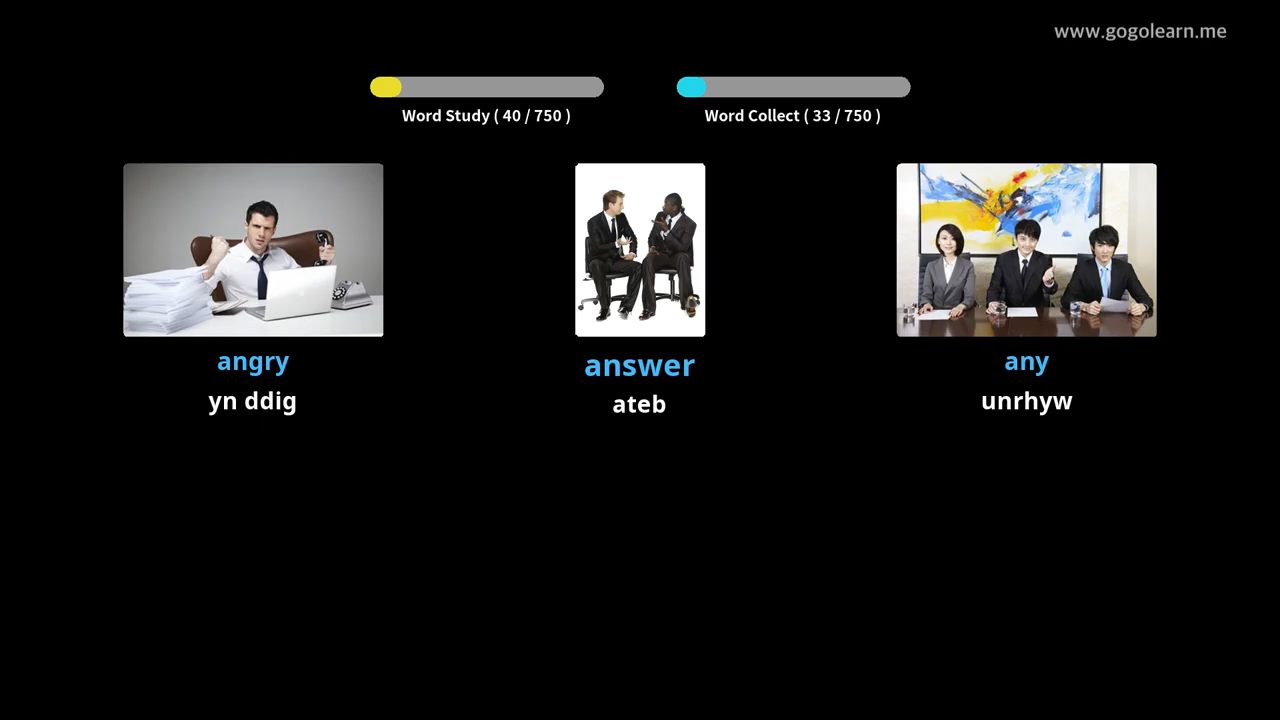 www.gogolearn.me
Word Study ( 40 / 750 )
Word Collect ( 33 / 750 )
angry
yn ddig
answer
ateb
any
unrhyw